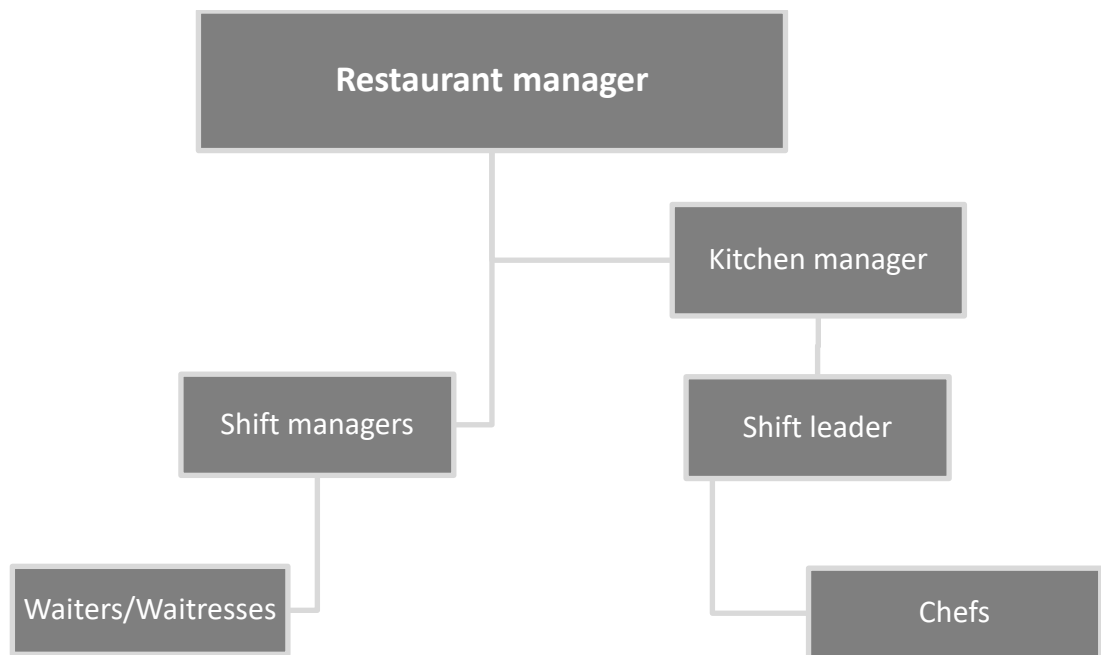 Restaurant manager
Kitchen manager
Shift managers
Shift leader
Waiters/Waitresses
Chefs